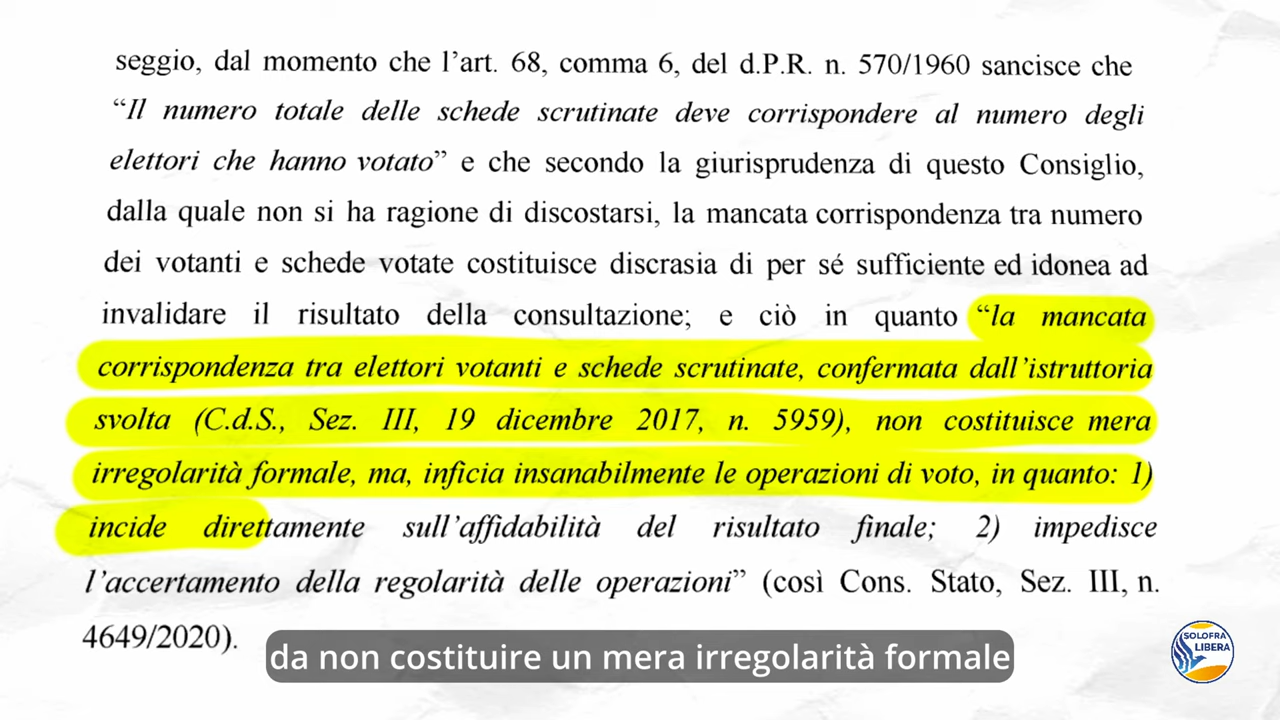 seggio, dal momento che l’art. 68, comma 6, del d.P.R. n. 570/1960 sancisce che
“Il numero totale delle schede scrutinate deve corrispondere al numero degli
elettori che hanno votato” e che secondo la giurisprudenza di questo Consiglio,
dalla quale non si ha ragione di discostarsi, la mancata corrispondenza tra numero
dei votanti e schede votate costituisce discrasia di per sé sufficiente ed idonea ad
invalidare il risultato della consultazione; e ciò in quanto “la mancata
corrispondenza tra elettori votanti e schede scrutinate, confermata dall’istruttoria
svolta (C.d.S., Sez. III, 19 dicembre 2017, n. 5959), non costituisce mera
irregolarità formale, ma, inficia insanabilmente le operazioni di voto, in quanto: 1)
incide direttamente sull’affidabilità del risultato finale; 2) impedisce
l’accertamento della regolarità delle operazioni” (così Cons. Stato, Sez. III, n.
4649/2020).
da non costituire un mera irregolarità formale
SOLOFRA
LIBERA